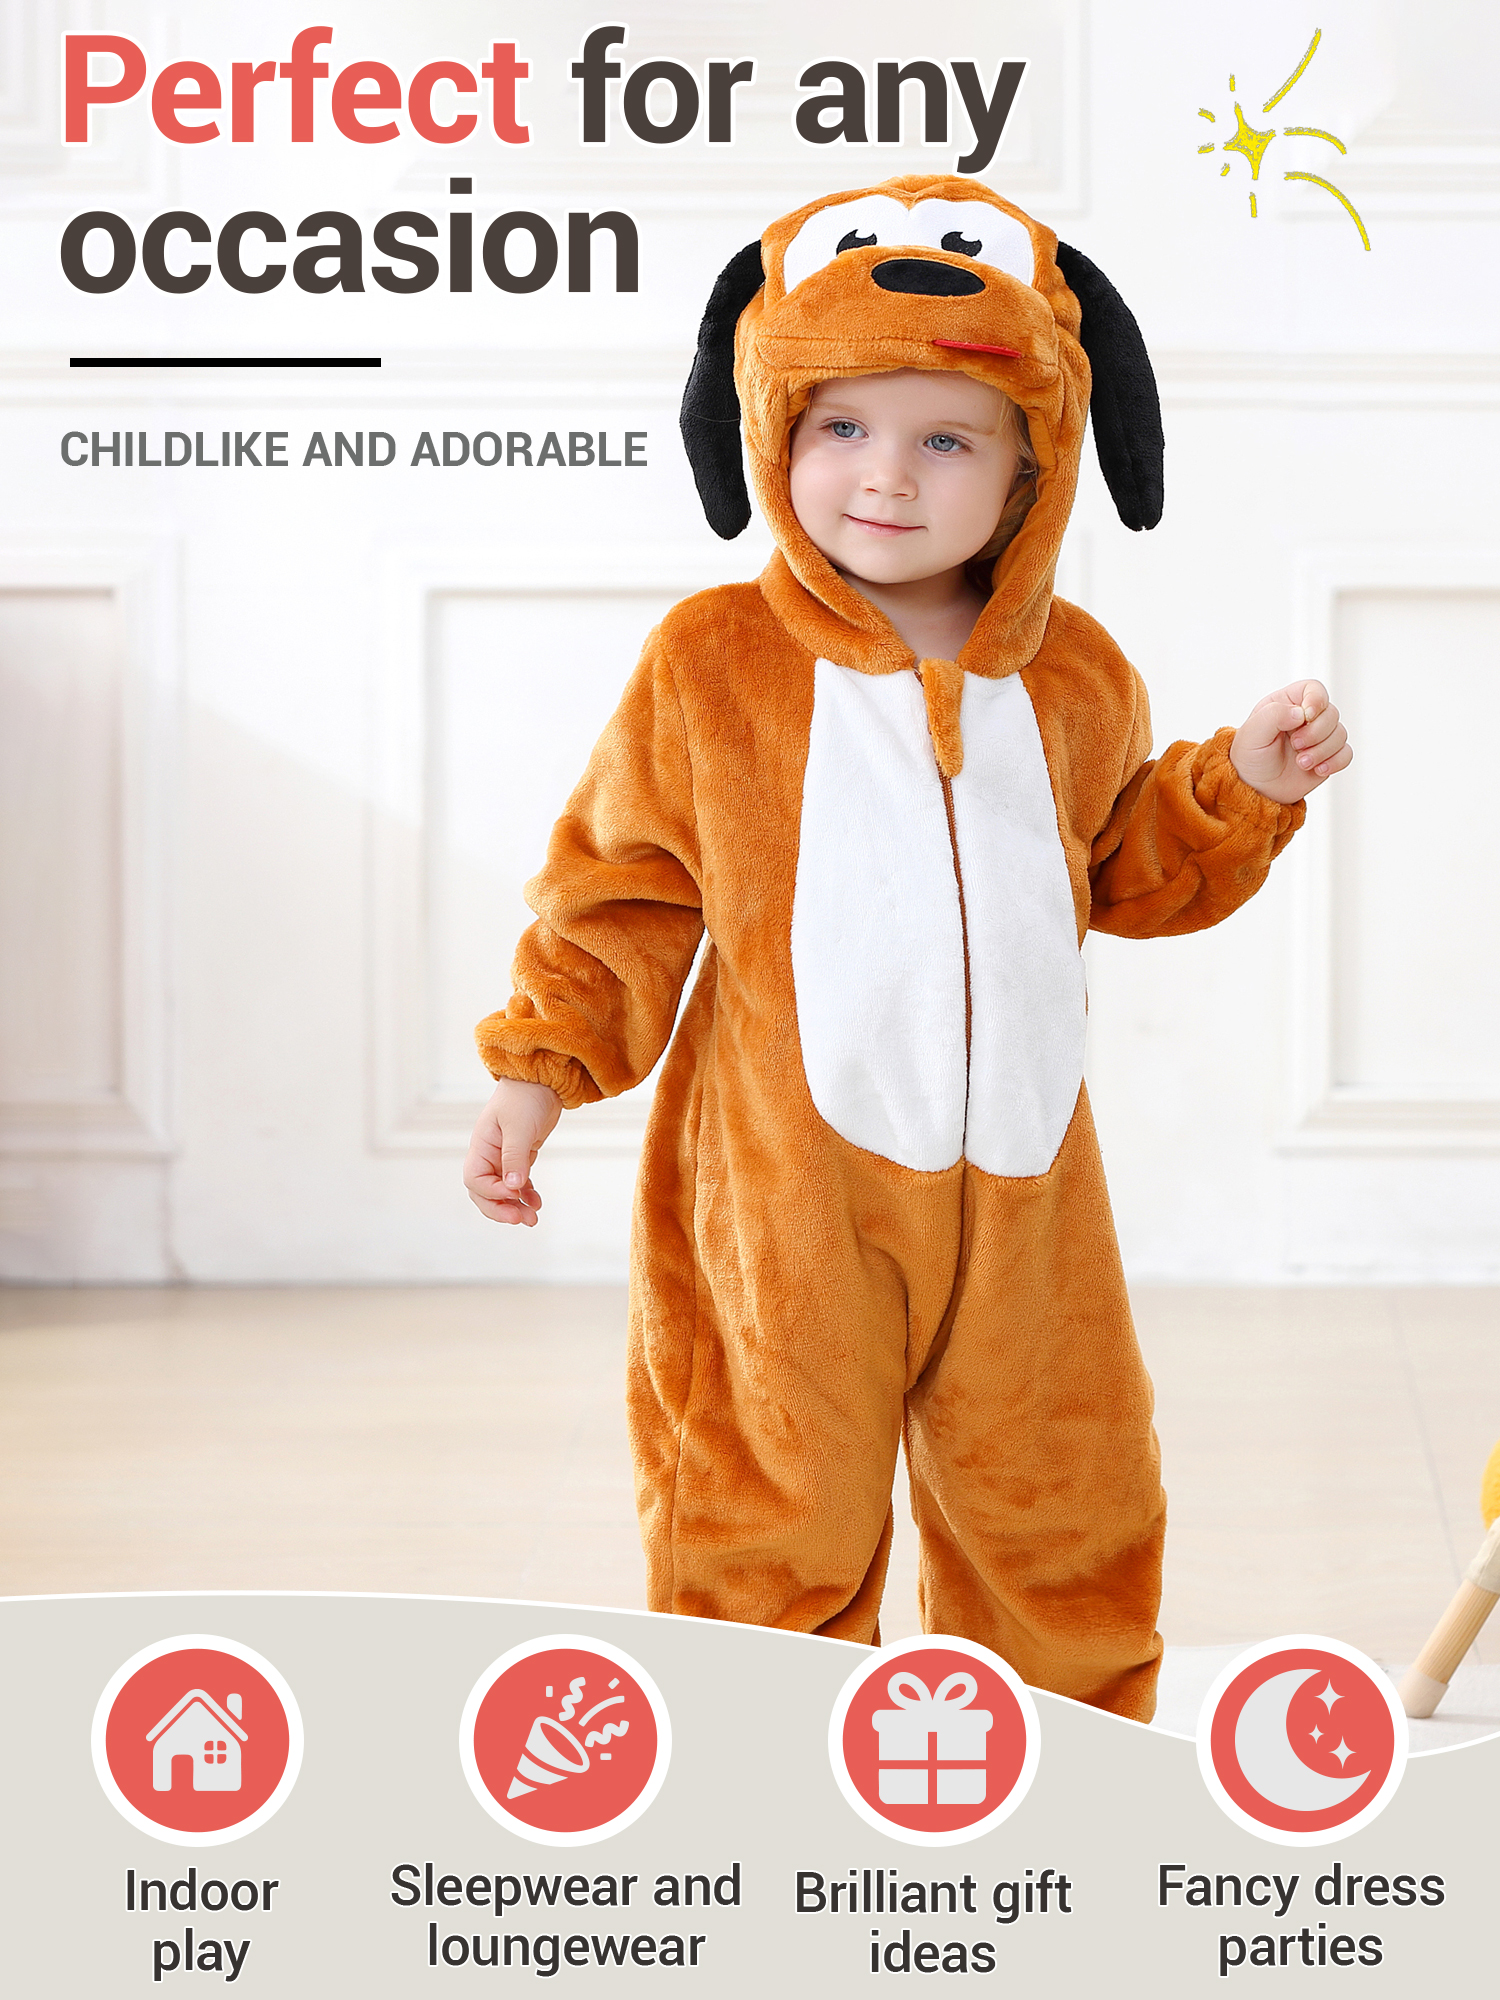 Perfect for any
occasion
CHILDLIKE AND ADORABLE
Indoor
play
Sleepwear and
loungewear
Brilliant gift
ideas
Fancy dress
parties